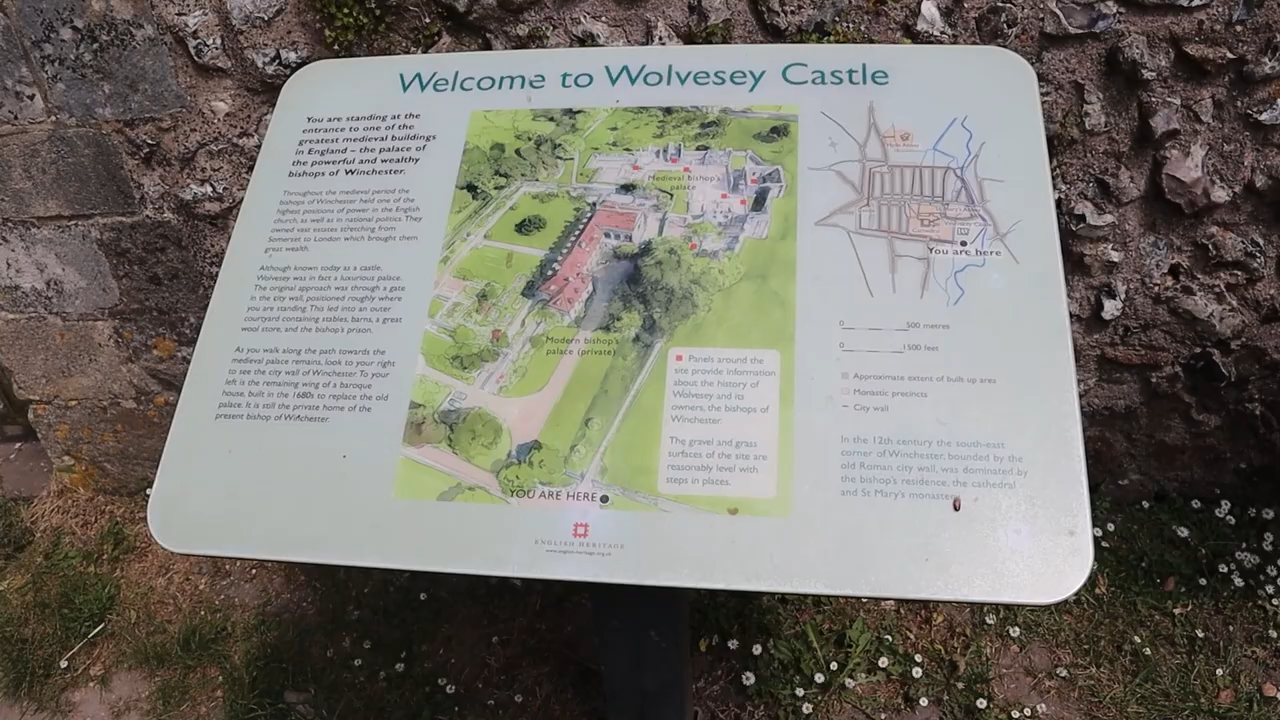 Welcome to Wolvesey Castle
You are standing at the
entrance to one of the
greatest medieval buildings
in England – the palace of
the powerful and wealthy
bishops of Winchester.
Throughout the medieval period the
bishops of Winchester held one of the
highest positions of power in the English
church, as well as in national politics. They
owned vast estates stretching from
Somerset to London which brought them
great wealth.
Although known today as a castle,
Wolvesey was in fact a luxurious palace.
The original approach was through a gate
in the city wall, positioned roughly where
you are standing. This led into an outer
courtyard containing stables, barns, a great
wool store, and the bishop's prison.
As you walk along the path towards the
medieval palace remains, look to your right
to see the city wall of Winchester. To your
left is the remaining wing of a baroque
house, built in the 1680s to replace the old
palace. It is still the private home of the
present bishop of Winchester.
Medieval bishop's
palace
Modern bishop's
palace (private)
Panels around the
site provide information
about the history of
Wolvesey and its
owners, the bishops of
Winchester.
The gravel and grass
surfaces of the site are
reasonably level with
steps in places.
YOU ARE HERE
ENGLISH HERITAGE
www.english-heritage.org.uk
Hyde Abbey
Cathedral
You are here
0 500 metres
0 1500 feet
Approximate extent of built up area
Monastic precincts
City wall
In the 12th century the south-east
corner of Winchester, bounded by the
old Roman city wall, was dominated by
the bishop's residence, the cathedral
and St Mary's monastery.